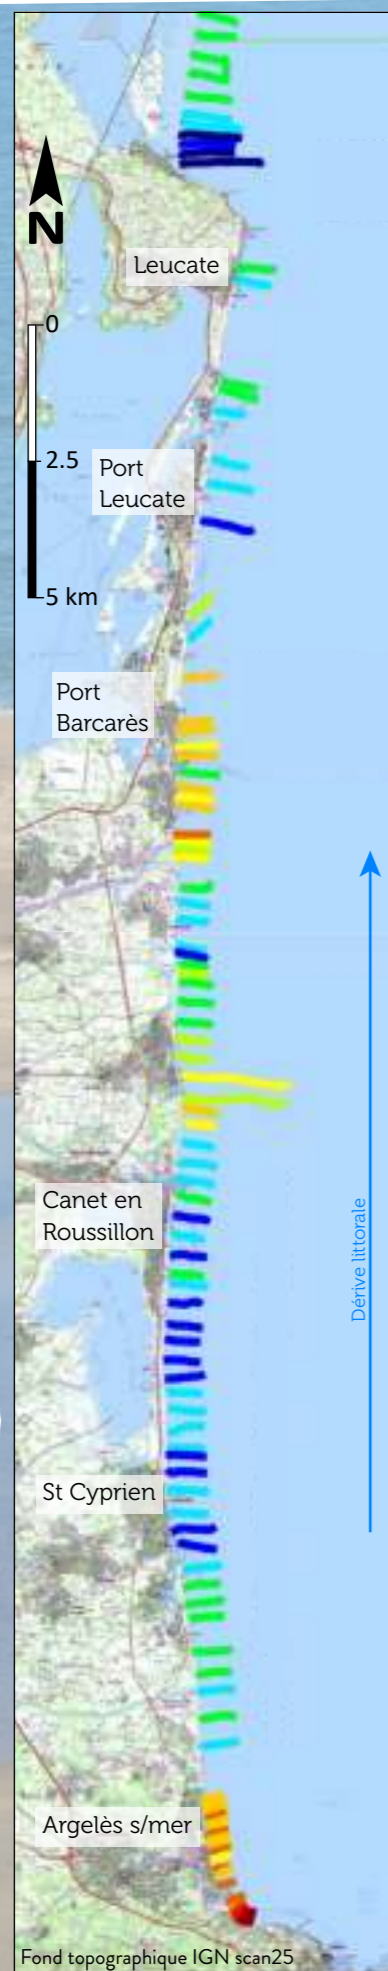 N
Leucate
0
2.5
5 km
Port
Leucate
Port
Barcarès
Canet en
Roussillon
Dérive littorale
St Cyprien
Argelès s/mer
Fond topographique IGN scan25